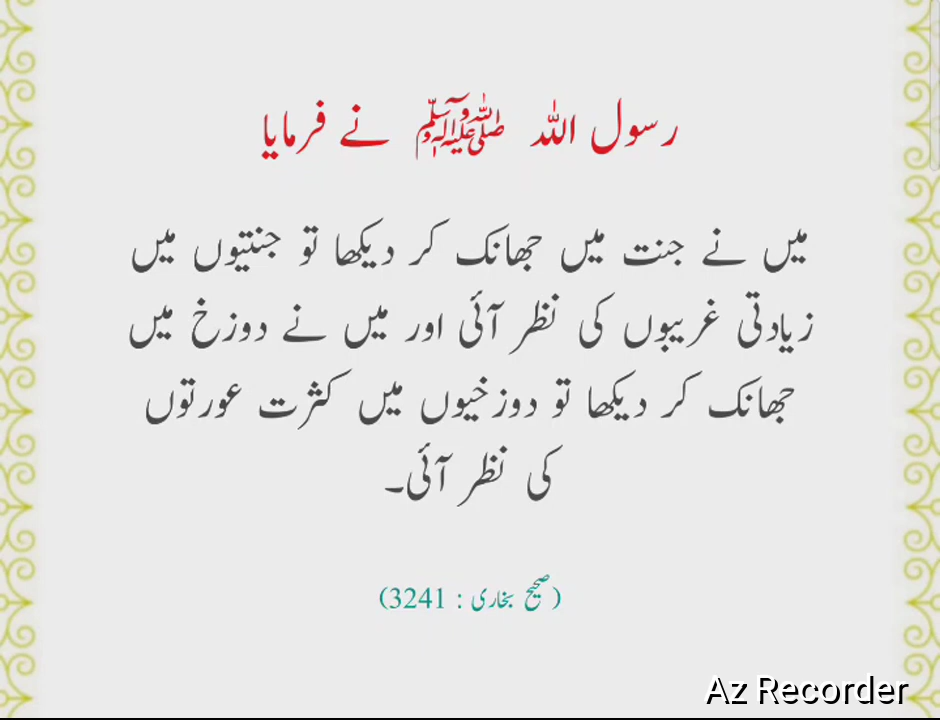 رسول اللہ ﷺ نے فرمایا
میں نے جنت میں جھانک کر دیکھا تو جنتیوں میں
زیادتی غریبوں کی نظر آئی اور میں نے دوزخ میں
جھانک کر دیکھا تو دوزخیوں میں کثرت عورتوں
کی نظر آئی۔
(صحیح بخاری : 3241)
Az Recorder